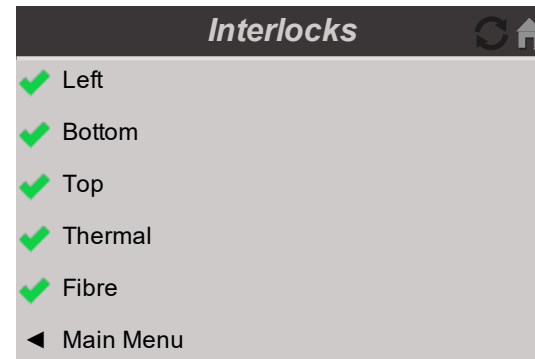 Interlocks
Left
Bottom
Top
Thermal
Fibre
Main Menu